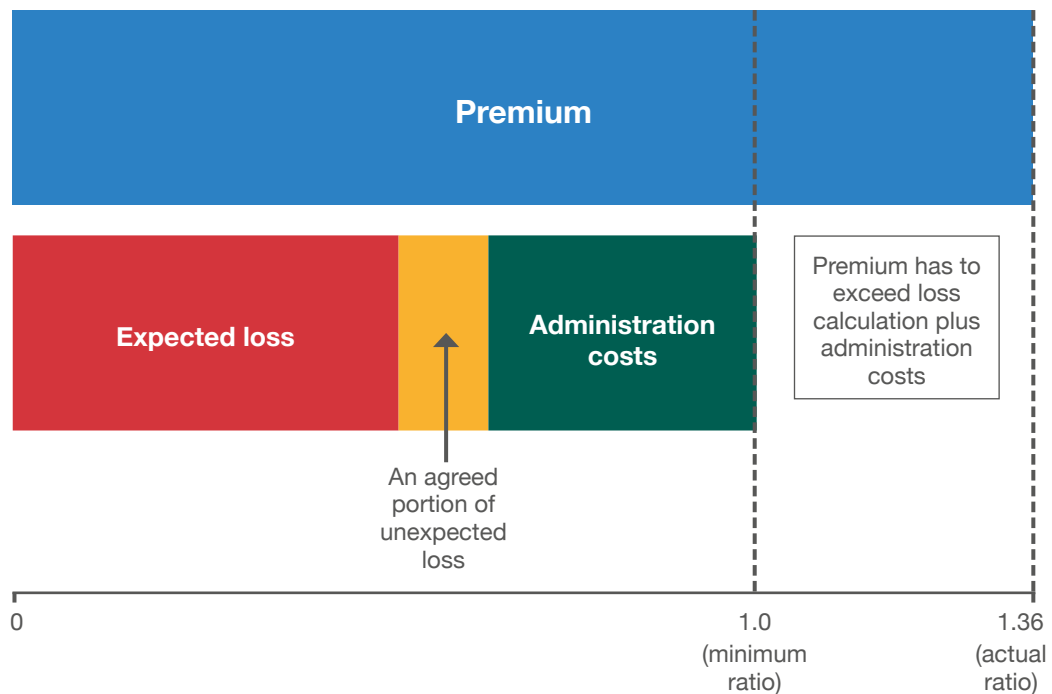 Premium
Expected loss
Administration
costs
Premium has to
exceed loss
calculation plus
administration
costs
An agreed
portion of
unexpected
loss
0
1.0
(minimum
ratio)
1.36
(actual
ratio)